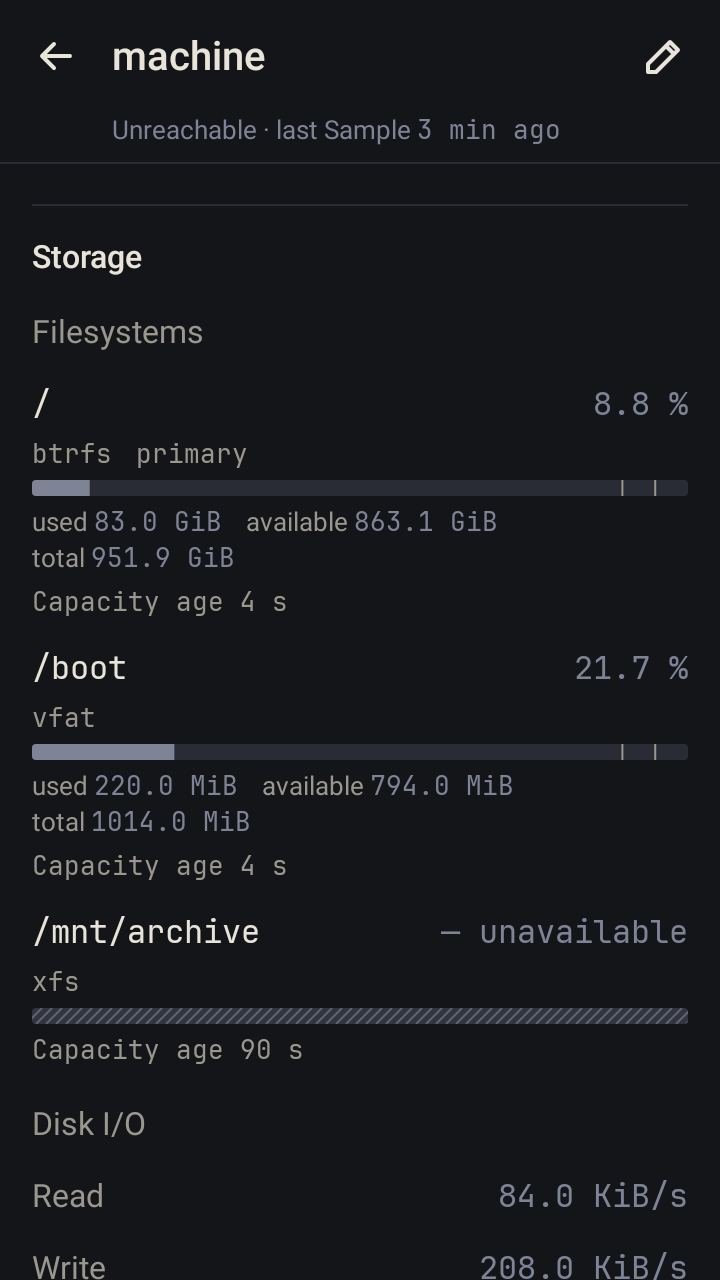 machine
Unreachable · last Sample 3 min ago
Storage
Filesystems
/ 8.8 %
btrfs primary
used 83.0 GiB available 863.1 GiB
total 951.9 GiB
Capacity age 4 s
/boot 21.7 %
vfat
used 220.0 MiB available 794.0 MiB
total 1014.0 MiB
Capacity age 4 s
/mnt/archive — unavailable
xfs
Capacity age 90 s
Disk I/O
Read 84.0 KiB/s
Write 208.0 KiB/s